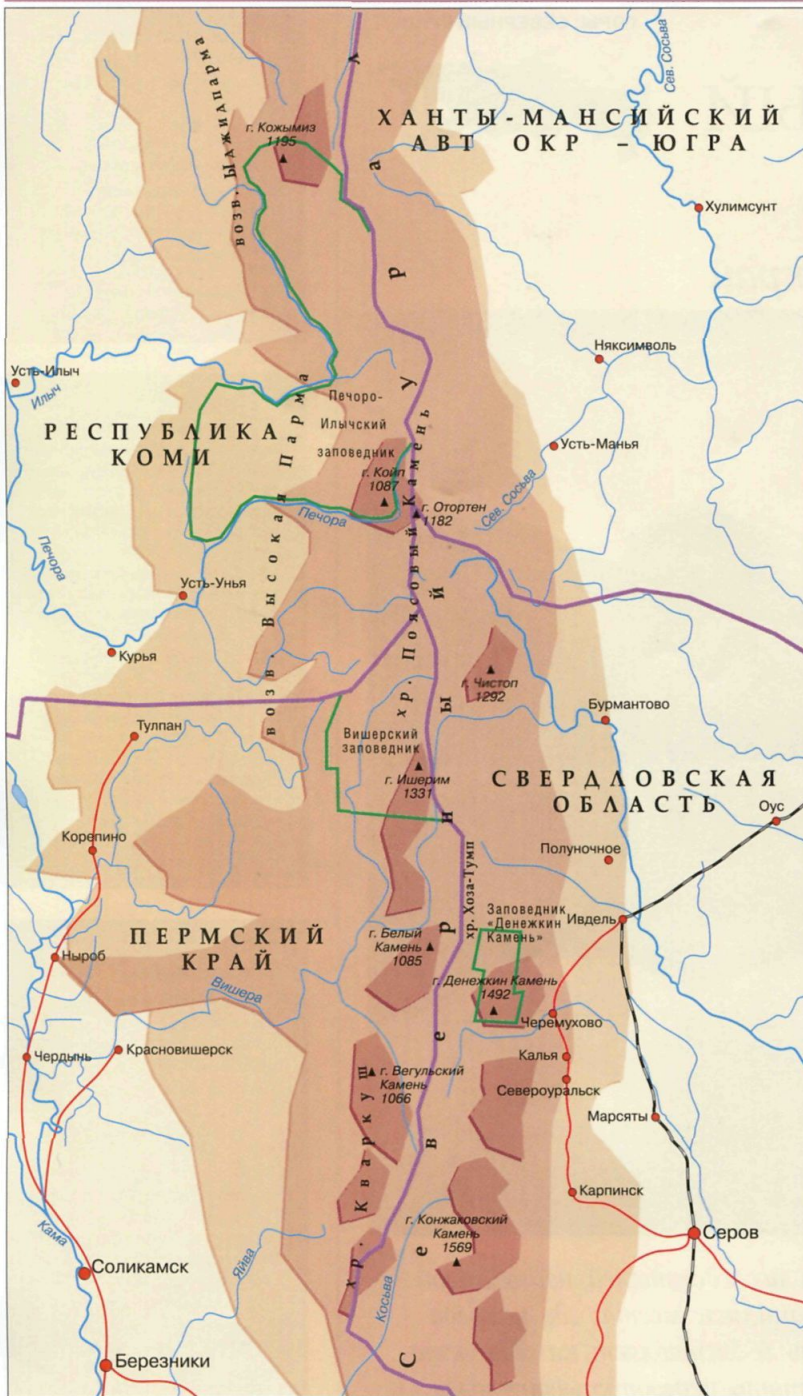 возв. Ыджидпарма
г. Кожымиз
1195
ХАНТЫ-МАНСИЙСКИЙ
АВТ ОКР – ЮГРА
Сев. Сосьва
Хулимсунт
Няксимволь
Усть-Илыч
Илыч
РЕСПУБЛИКА
КОМИ
Печоро-
Илычский
заповедник
Усть-Манья
г. Койп
1087
г. Отортен
1182
Сев. Сосьва
Печора
Печора
Усть-Унья
Курья
возв. Высокая Парма
хр. Поясовый Камень
г. Чистоп
1292
Бурмантово
Тулпан
Вишерский
заповедник
г. Ишерим
1331
СВЕРДЛОВСКАЯ
ОБЛАСТЬ
Оус
Корепино
Полуночное
хр. Хоза-Тумп
Заповедник
«Денежкин
Камень»
Ивдель
ПЕРМСКИЙ
КРАЙ
г. Белый
Камень
1085
Ныроб
Вишера
г. Денежкин Камень
1492
Черемухово
Чердынь
Красновишерск
Калья
Североуральск
г. Вегульский
Камень
1066
Марсяты
хр. Кваркуш
Карпинск
г. Конжаковский
Камень
1569
Серов
Кама
Соликамск
Яйва
Косьва
Березники
Северный Урал